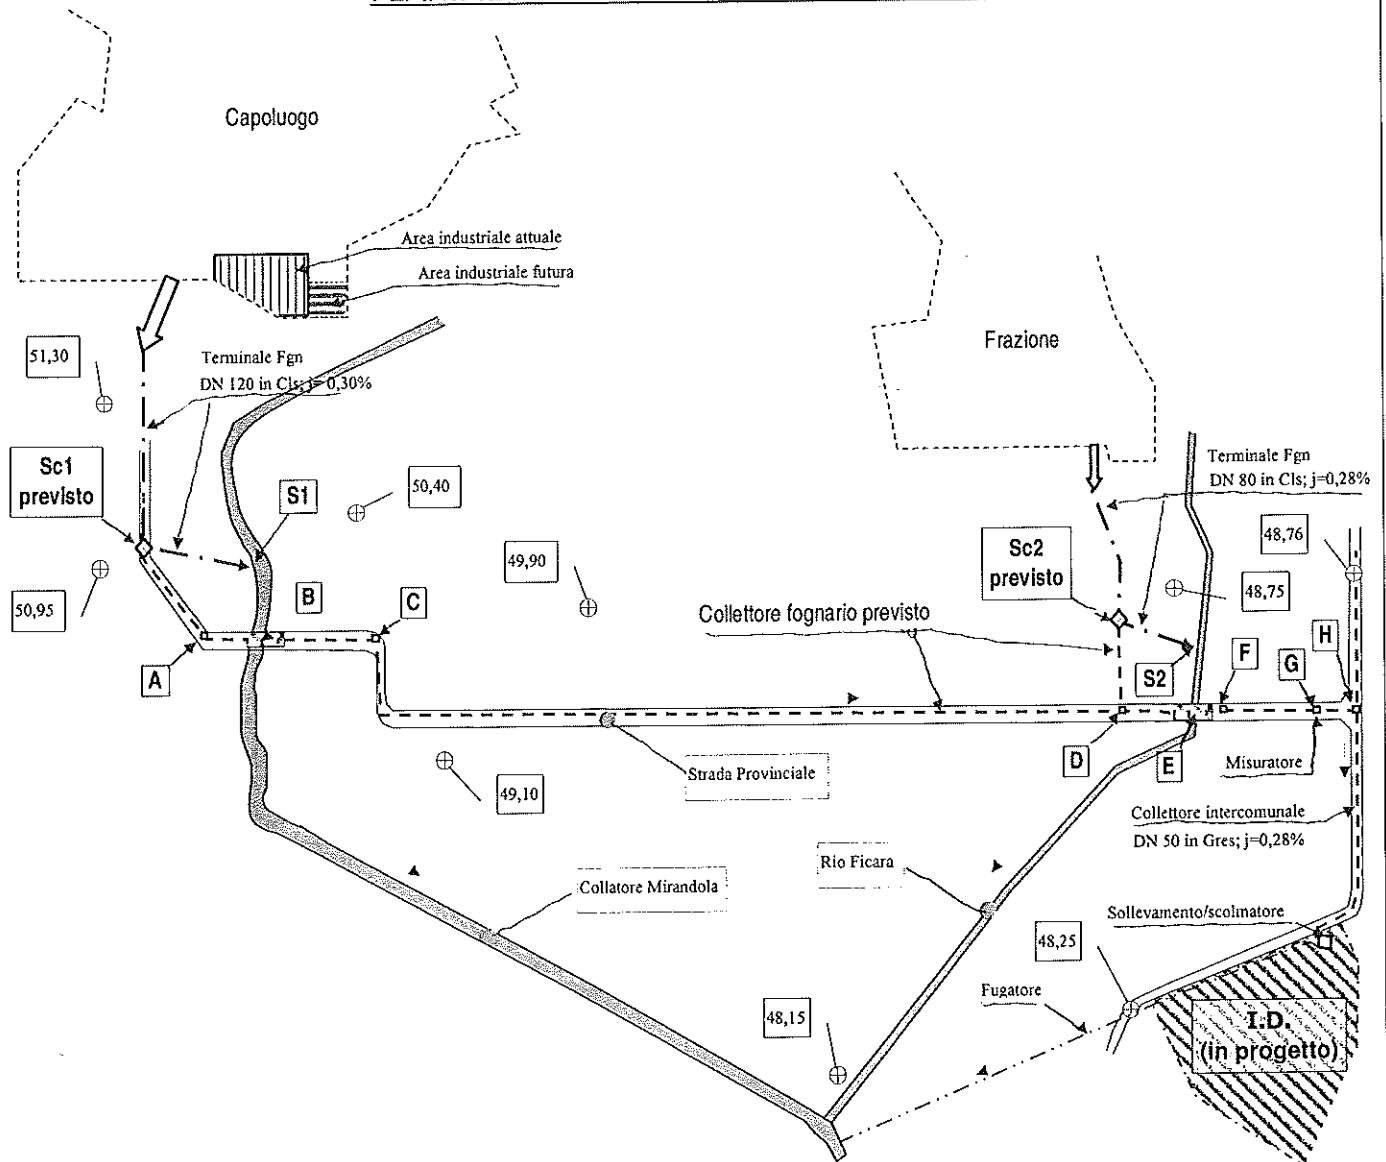 Capoluogo
Area industriale attuale
Area industriale futura
51,30
Terminale Fgn
DN 120 in Cls; j= 0,30%
Frazione
Sc1
previsto
S1
50,40
Terminale Fgn
DN 80 in Cls; j=0,28%
48,76
Sc2
previsto
49,90
50,95
B
C
48,75
Collettore fognario previsto
H
A
S2
F
G
D
E
Misuratore
Strada Provinciale
49,10
Collettore intercomunale
DN 50 in Gres; j=0,28%
Rio Ficara
Collatore Mirandola
Sollevamento/scolmatore
48,25
Fugatore
48,15
I.D.
(in progetto)